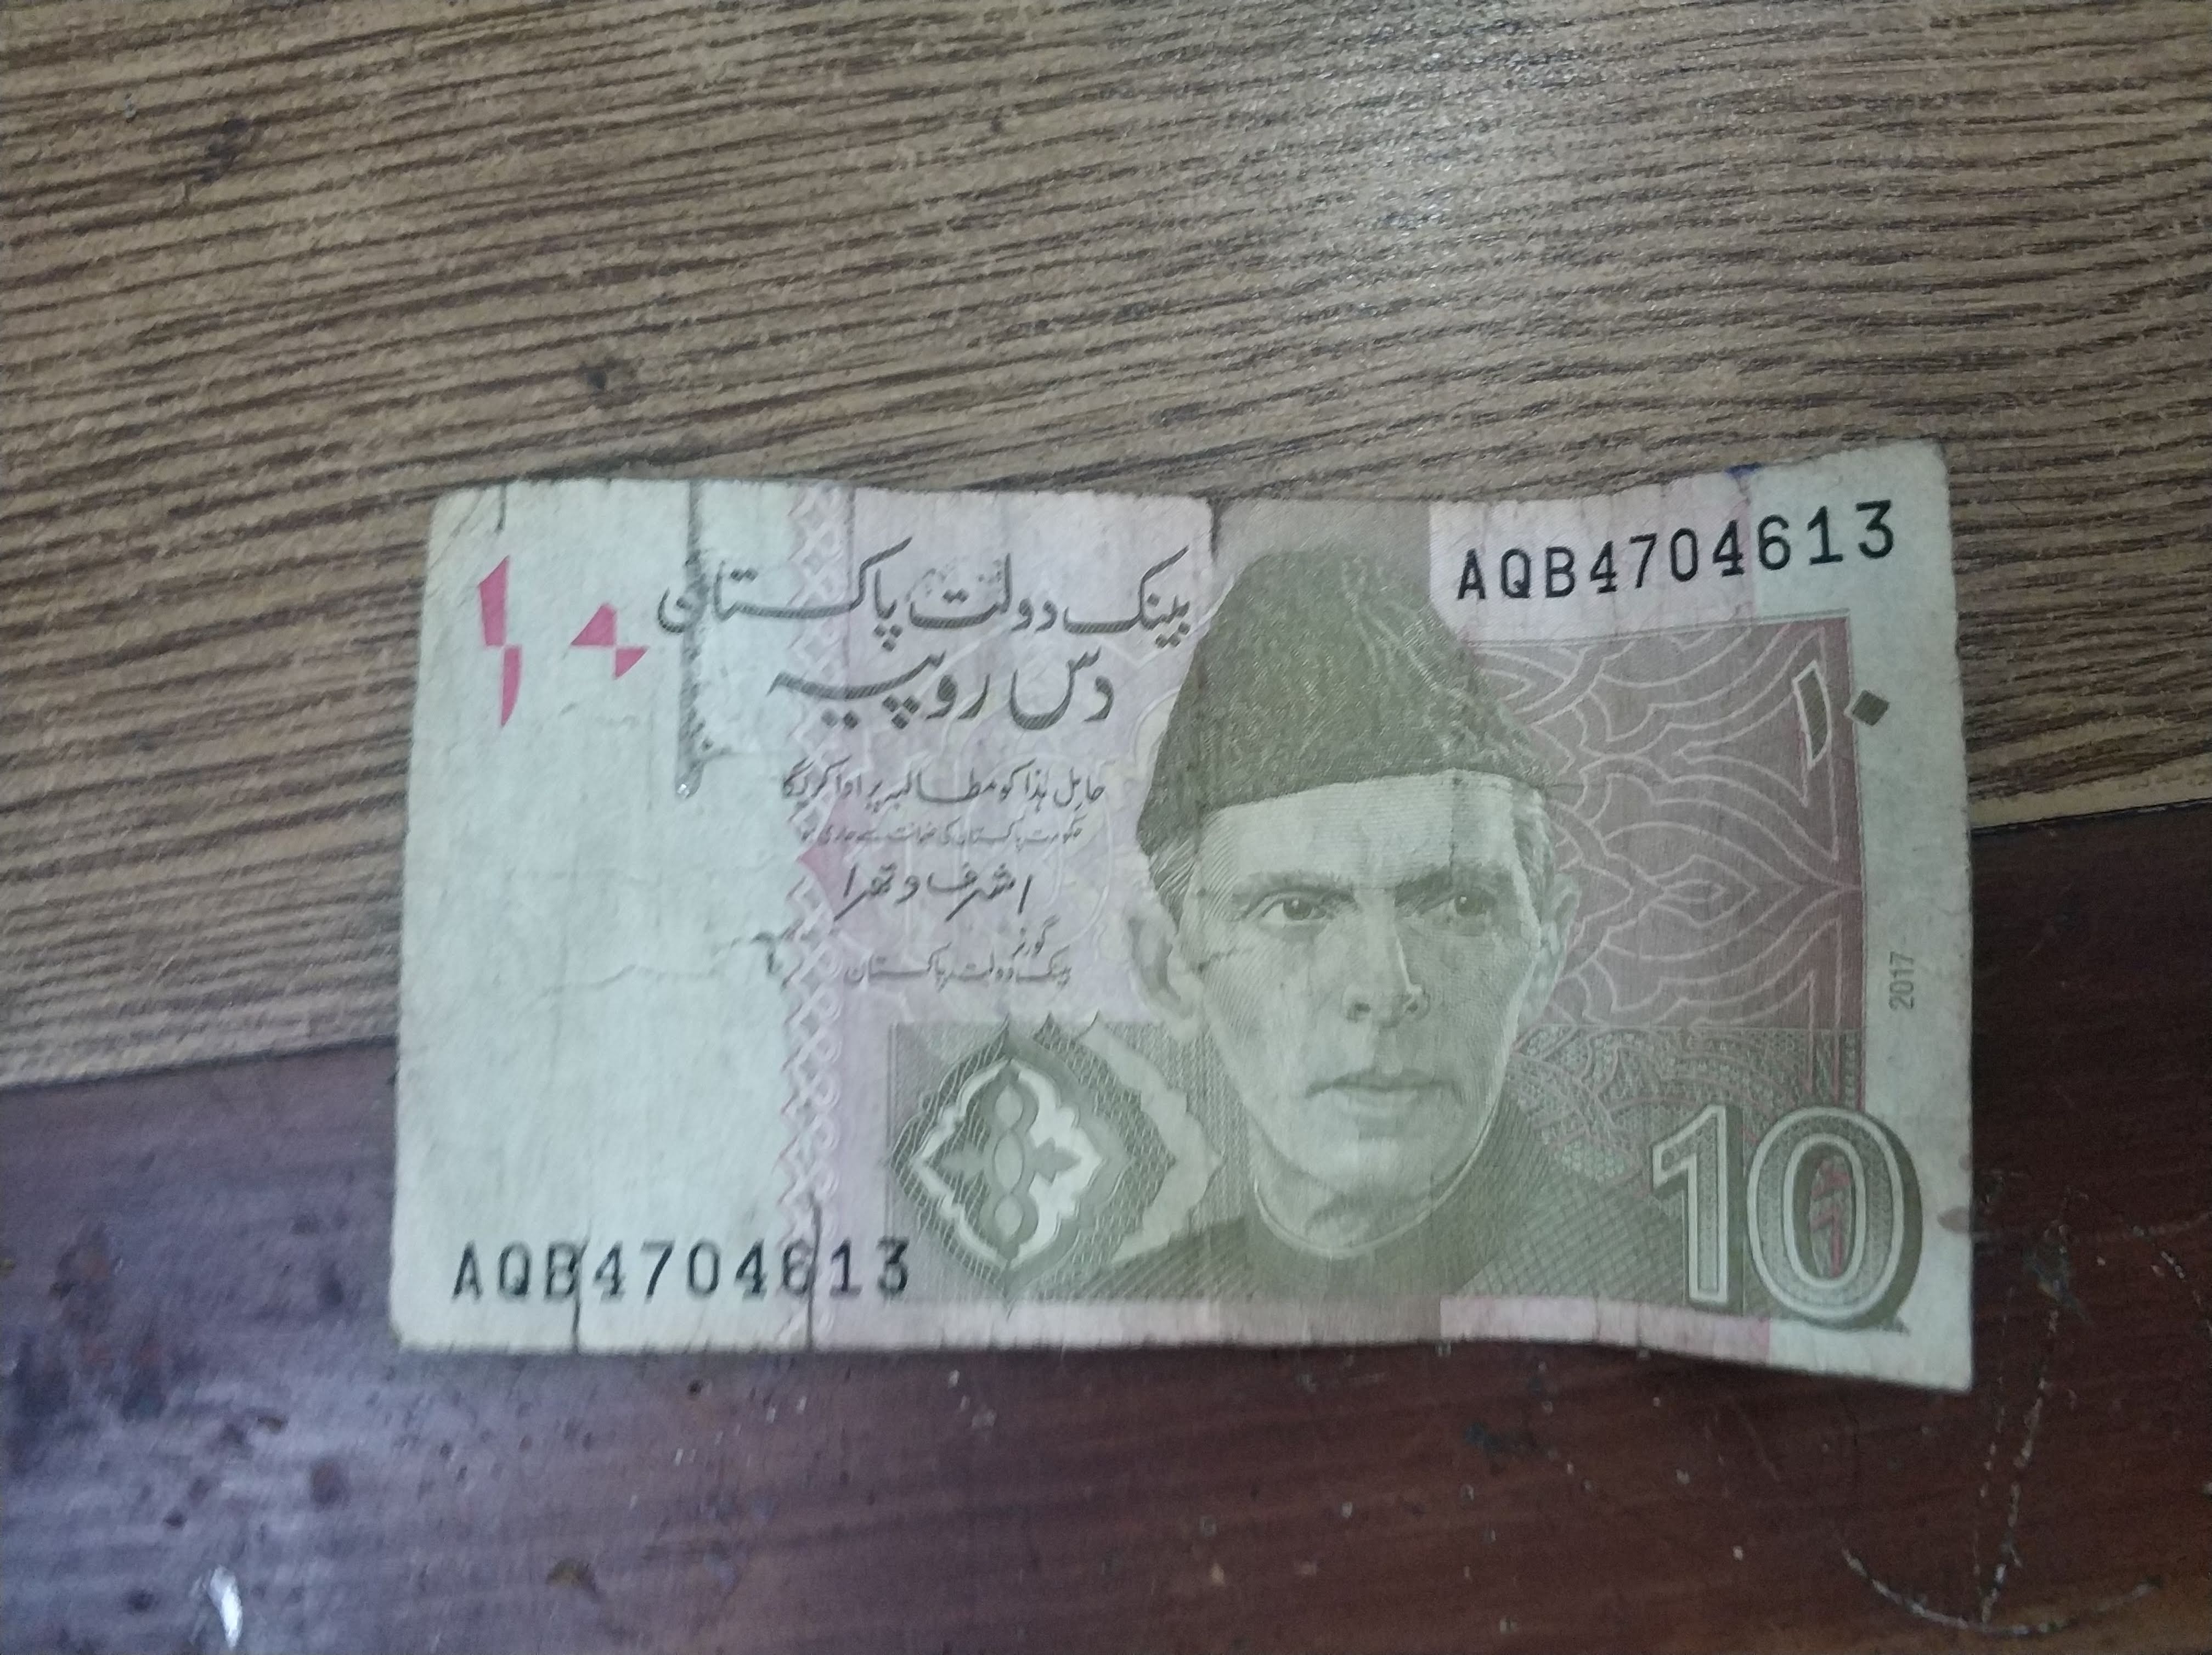 AQB4704613
۱۰
بینک دولت پاکستان
دس روپیہ
۱۰
حامل ہٰذا کو مطالبہ پر ادا کریگا
حکومت پاکستان کی ضمانت سے جاری ہوا
اشرف وتھرا
گورنر
بینک دولت پاکستان
2017
10
AQB4704613